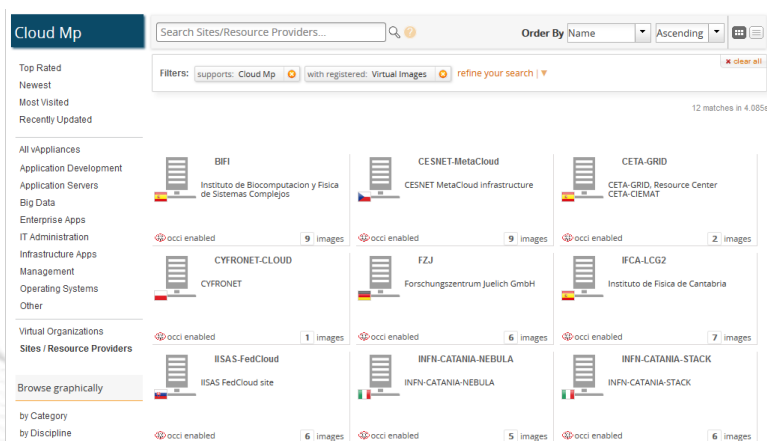 Cloud Mp
Search Sites/Resource Providers...
Order By Name Ascending
clear all
Filters: supports: Cloud Mp with registered: Virtual Images refine your search |
12 matches in 4.085s
Top Rated
Newest
Most Visited
Recently Updated
All vAppliances
Application Development
Application Servers
Big Data
Enterprise Apps
IT Administration
Infrastructure Apps
Management
Operating Systems
Other
Virtual Organizations
Sites / Resource Providers
Browse graphically
by Category
by Discipline
BIFI
Instituto de Biocomputacion y Fisica
de Sistemas Complejos
occi enabled 9 images
CESNET-MetaCloud
CESNET MetaCloud infrastructure
occi enabled 9 images
CETA-GRID
CETA-GRID, Resource Center
CETA-CIEMAT
occi enabled 2 images
CYFRONET-CLOUD
CYFRONET
occi enabled 1 images
FZJ
Forschungszentrum Juelich GmbH
occi enabled 6 images
IFCA-LCG2
Instituto de Fisica de Cantabria
occi enabled 7 images
IISAS-FedCloud
IISAS FedCloud site
occi enabled 6 images
INFN-CATANIA-NEBULA
INFN-CATANIA-NEBULA
occi enabled 5 images
INFN-CATANIA-STACK
INFN-CATANIA-STACK
occi enabled 6 images